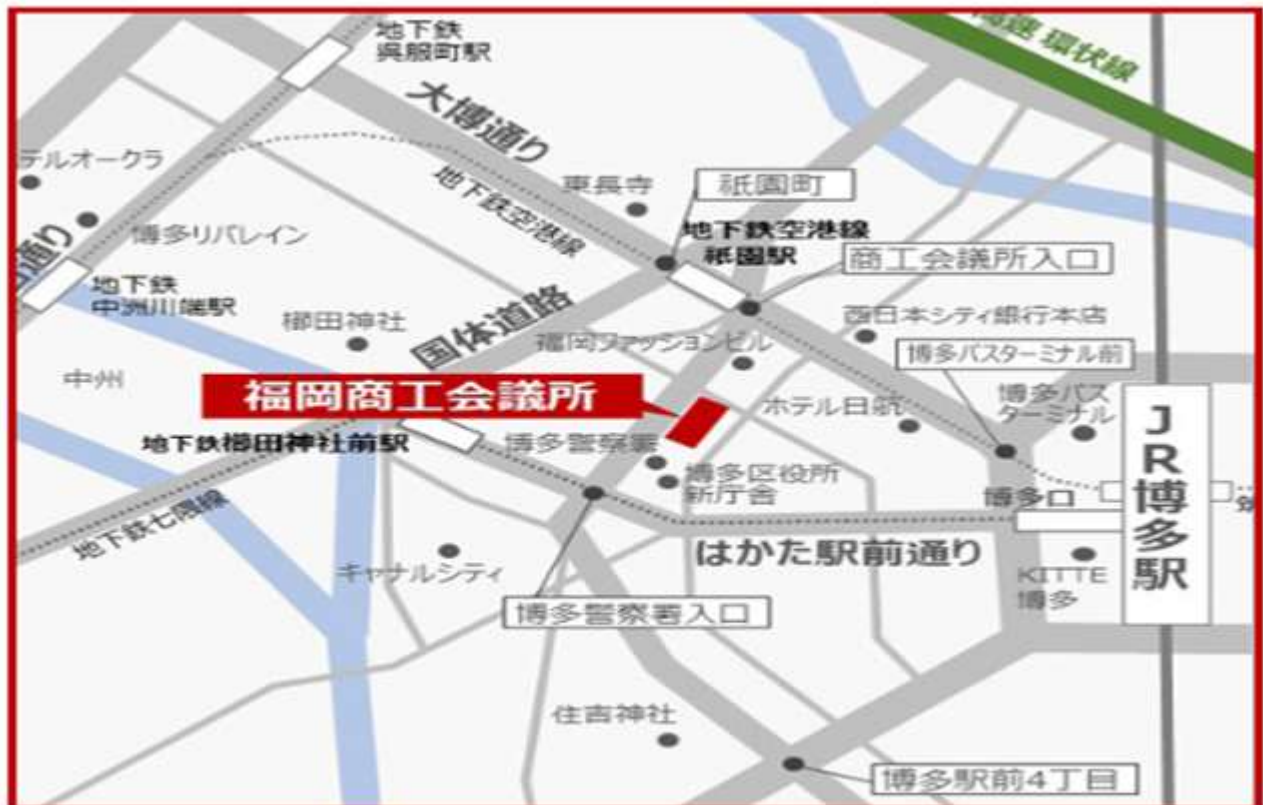 地下鉄
呉服町駅
環状線
大博通り
テルオークラ
地下鉄空港線
東長寺
祇園町
博多リバレイン
地下鉄空港線
祇園駅
商工会議所入口
通り
地下鉄
中洲川端駅
櫛田神社
国体道路
福岡ファッションビル
西日本シティ銀行本店
博多バスターミナル前
中州
福岡商工会議所
ホテル日航
博多バス
ターミナル
JR博多駅
地下鉄櫛田神社前駅
博多警察署
博多区役所
新庁舎
博多口
地下鉄七隈線
はかた駅前通り
キャナルシティ
KITTE
博多
博多警察署入口
住吉神社
博多駅前4丁目